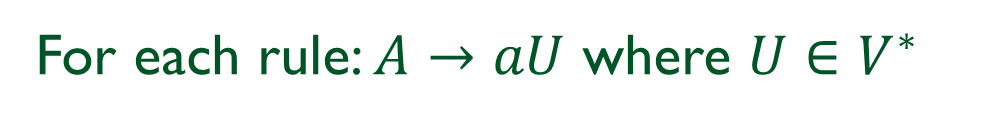 For each rule: 𝐴 → 𝑎𝑈 where 𝑈 ∈ 𝑉*